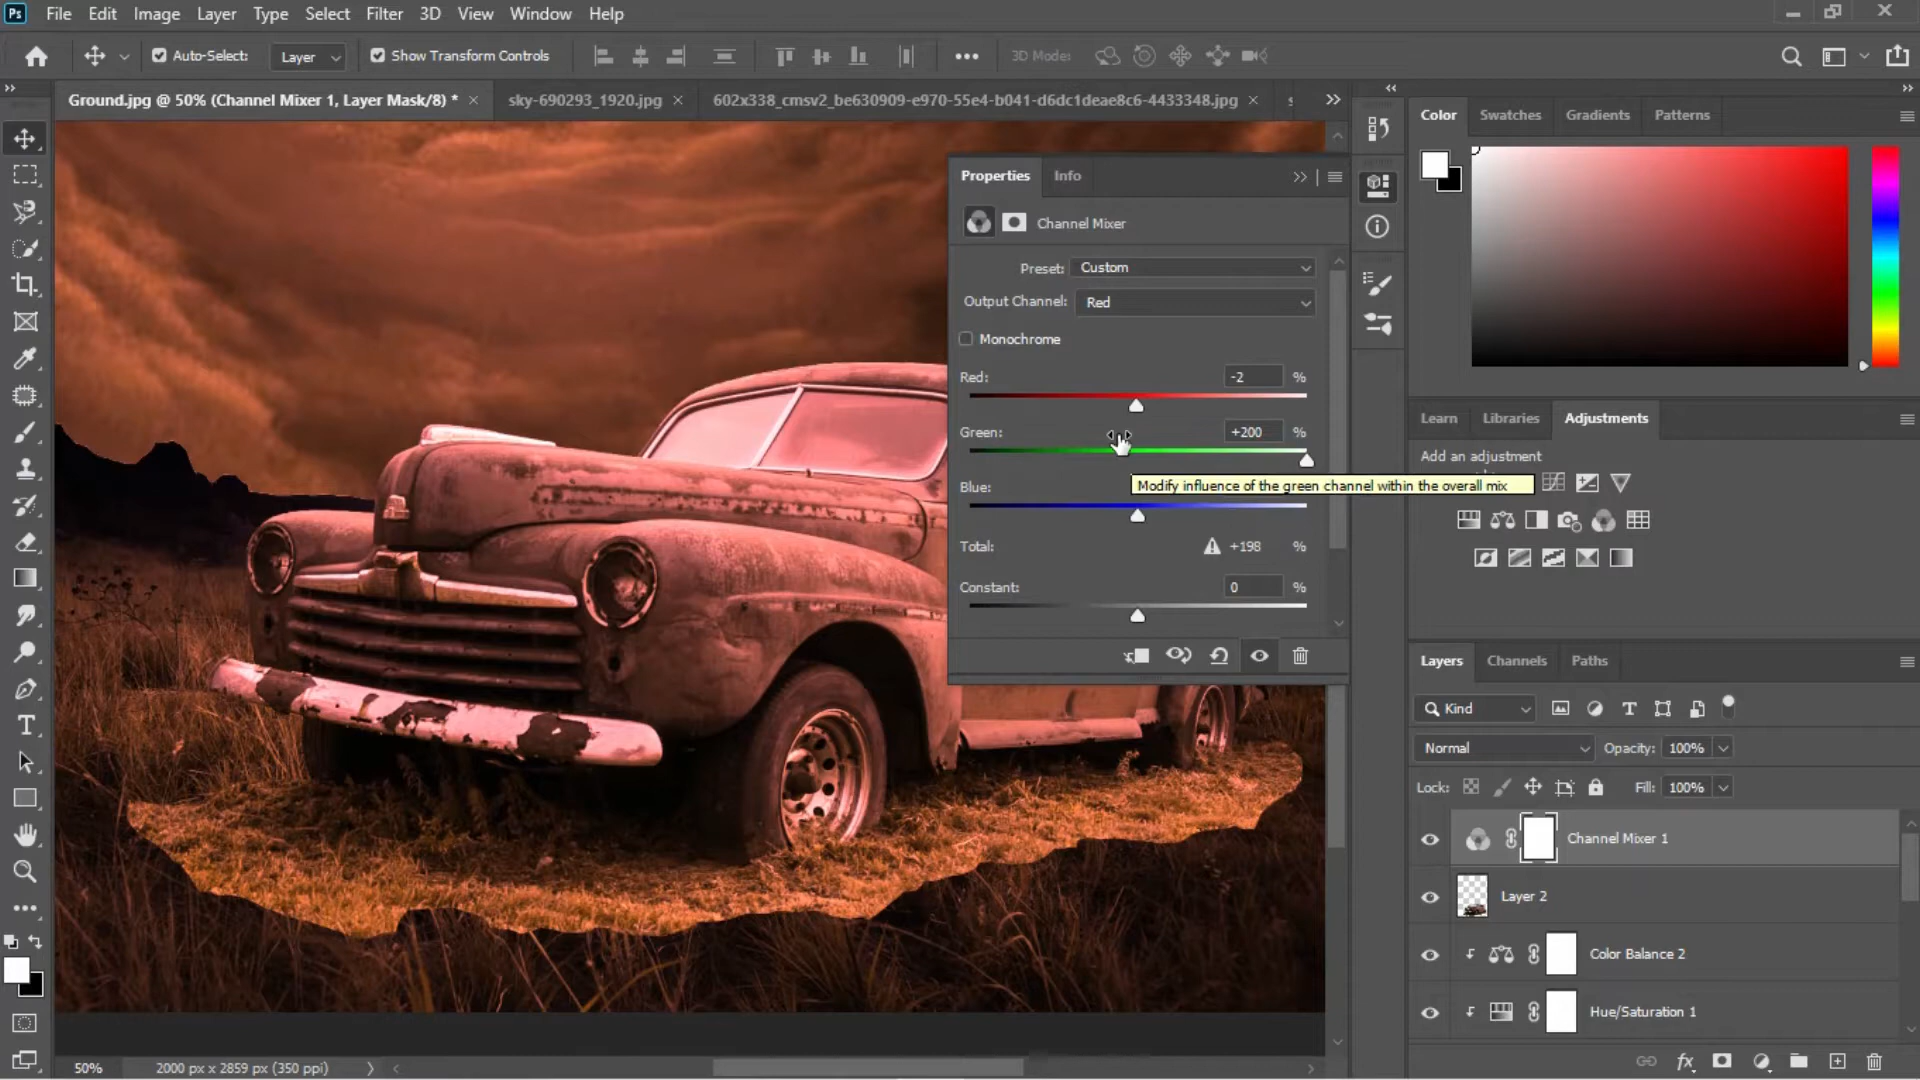 Ps File Edit Image Layer Type Select Filter 3D View Window Help
Auto-Select: Layer Show Transform Controls 3D Mode:
Ground.jpg @ 50% (Channel Mixer 1, Layer Mask/8) * sky-690293_1920.jpg 602x338_cmsv2_be630909-e970-55e4-b041-d6dc1deae8c6-4433348.jpg s
Color Swatches Gradients Patterns
Properties Info
Channel Mixer
Preset: Custom
Output Channel: Red
Monochrome
Red: -2 %
Green: +200 %
Modify influence of the green channel within the overall mix
Blue:
Total: +198 %
Constant: 0 %
Learn Libraries Adjustments
Add an adjustment
Layers Channels Paths
Kind
Normal Opacity: 100%
Lock: Fill: 100%
Channel Mixer 1
Layer 2
Color Balance 2
Hue/Saturation 1
fx
50% 2000 px x 2859 px (350 ppi)